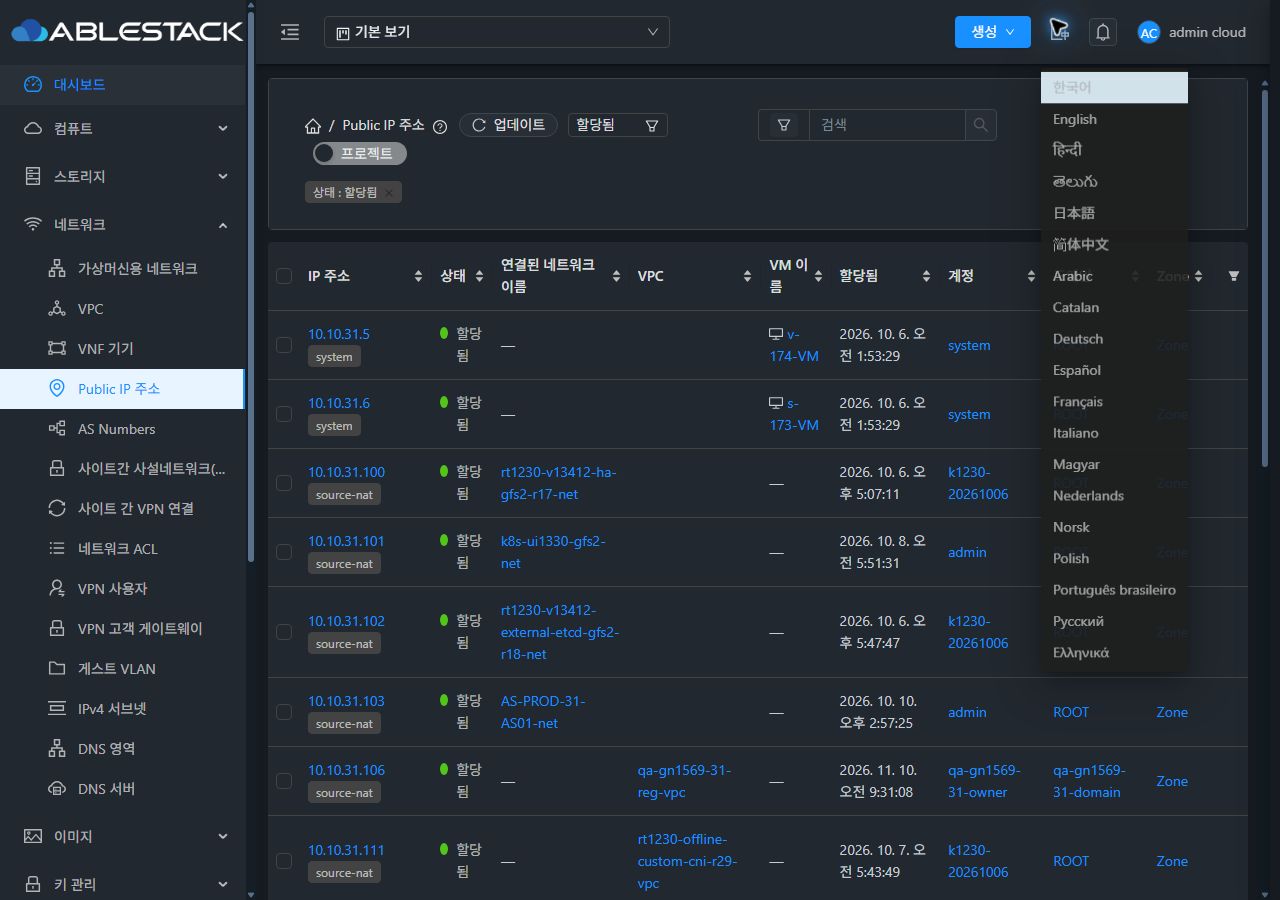 ABLESTACK
기본 보기
생성
AC
admin cloud
대시보드
컴퓨트
스토리지
네트워크
가상머신용 네트워크
VPC
VNF 기기
Public IP 주소
AS Numbers
사이트간 사설네트워크(...
사이트 간 VPN 연결
네트워크 ACL
VPN 사용자
VPN 고객 게이트웨이
게스트 VLAN
IPv4 서브넷
DNS 영역
DNS 서버
이미지
키 관리
/ Public IP 주소
업데이트
할당됨
검색
프로젝트
상태 : 할당됨
한국어
English
हिन्दी
తెలుగు
日本語
简体中文
Arabic
Catalan
Deutsch
Español
Français
Italiano
Magyar
Nederlands
Norsk
Polish
Português brasileiro
Русский
Ελληνικά
IP 주소
상태
연결된 네트워크 이름
VPC
VM 이름
할당됨
계정
Zone
10.10.31.5
system
할당됨
—
v-174-VM
2026. 10. 6. 오전 1:53:29
system
Zone
10.10.31.6
system
할당됨
—
s-173-VM
2026. 10. 6. 오전 1:53:29
system
ROOT
Zone
10.10.31.100
source-nat
할당됨
rt1230-v13412-ha-gfs2-r17-net
—
2026. 10. 6. 오후 5:07:11
k1230-20261006
ROOT
Zone
10.10.31.101
source-nat
할당됨
k8s-ui1330-gfs2-net
—
2026. 10. 8. 오전 5:51:31
admin
Zone
10.10.31.102
source-nat
할당됨
rt1230-v13412-external-etcd-gfs2-r18-net
—
2026. 10. 6. 오후 5:47:47
k1230-20261006
ROOT
Zone
10.10.31.103
source-nat
할당됨
AS-PROD-31-AS01-net
—
2026. 10. 10. 오후 2:57:25
admin
ROOT
Zone
10.10.31.106
source-nat
할당됨
—
qa-gn1569-31-reg-vpc
—
2026. 11. 10. 오전 9:31:08
qa-gn1569-31-owner
qa-gn1569-31-domain
Zone
10.10.31.111
source-nat
할당됨
—
rt1230-offline-custom-cni-r29-vpc
—
2026. 10. 7. 오전 5:43:49
k1230-20261006
ROOT
Zone